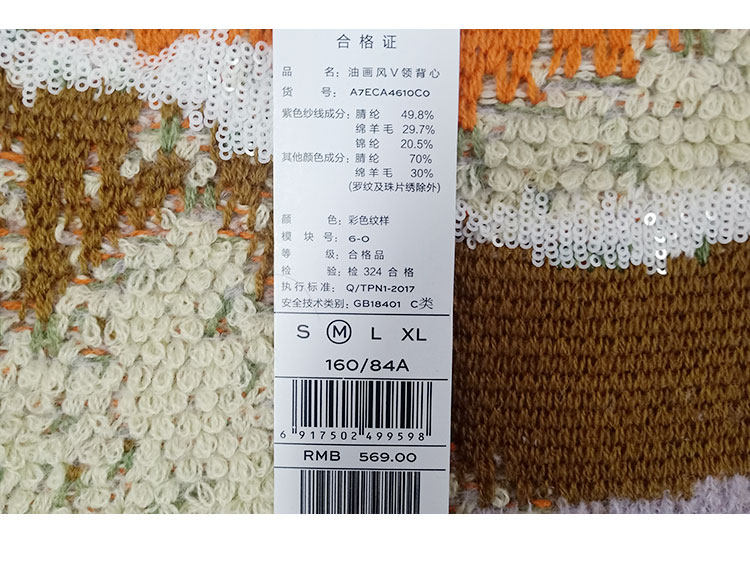 合格证
品 名: 油画风V领背心
货 号: A7ECA4610C0
紫色纱线成分: 腈纶 49.8%
绵羊毛 29.7%
锦纶 20.5%
其他颜色成分: 腈纶 70%
绵羊毛 30%
(罗纹及珠片绣除外)
颜 色: 彩色纹样
模 块 号: 6-0
等 级: 合格品
检 验: 检 324 合格
执行标准: Q/TPN1-2017
安全技术类别: GB18401 C类
S M L XL
160/84A
6 917502 499598
RMB 569.00